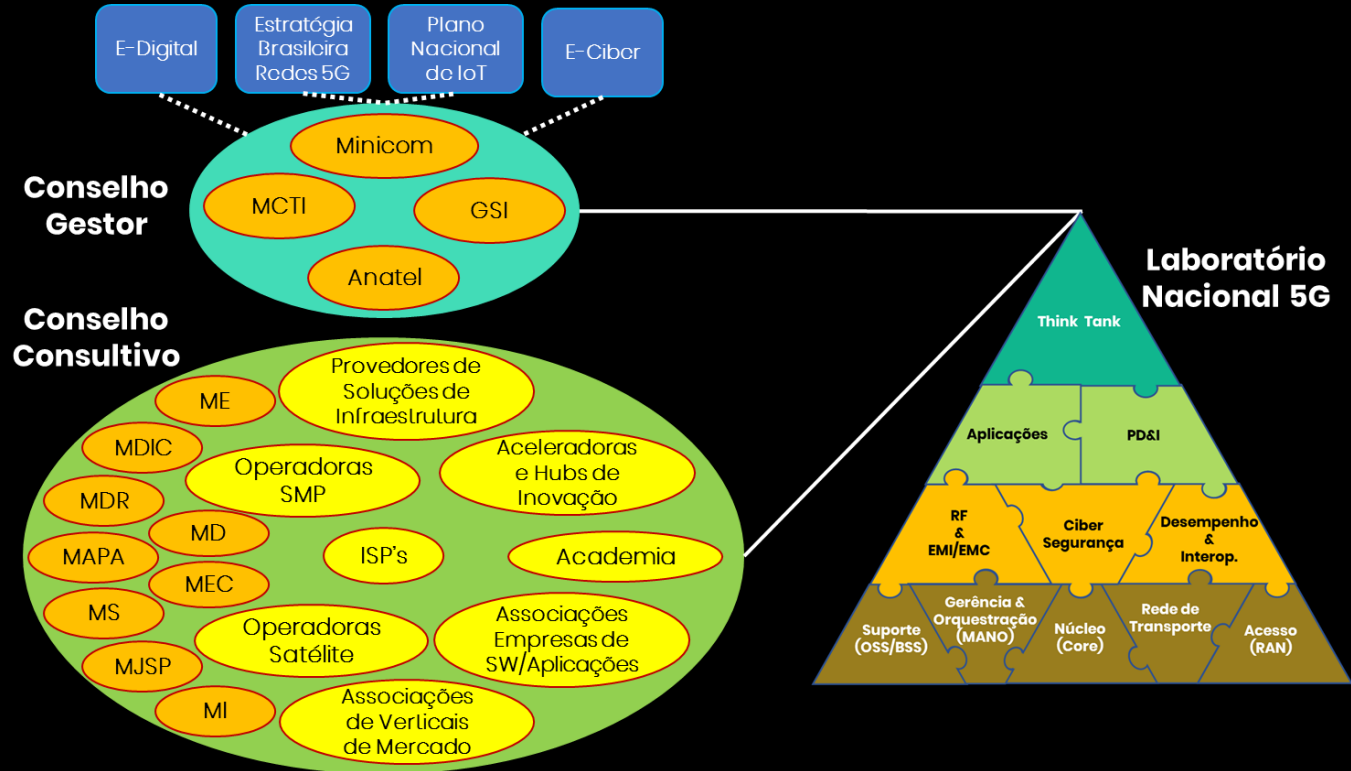 E-Digital
Estratégia
Brasileira
Redes 5G
Plano
Nacional
de IoT
E-Ciber
Conselho
Gestor
Minicom
MCTI
GSI
Anatel
Laboratório
Nacional 5G
Think Tank
Aplicações
PD&I
RF
&
EMI/EMC
Ciber
Segurança
Desempenho
&
Interop.
Suporte
(OSS/BSS)
Gerência &
Orquestração
(MANO)
Núcleo
(Core)
Rede de
Transporte
Acesso
(RAN)
Conselho
Consultivo
ME
MDIC
MDR
MD
MAPA
MEC
MS
MJSP
MI
Provedores de
Soluções de
Infraestrutura
Operadoras
SMP
Aceleradoras
e Hubs de
Inovação
ISP's
Academia
Operadoras
Satélite
Associações
Empresas de
SW/Aplicações
Associações
de Verticais
de Mercado